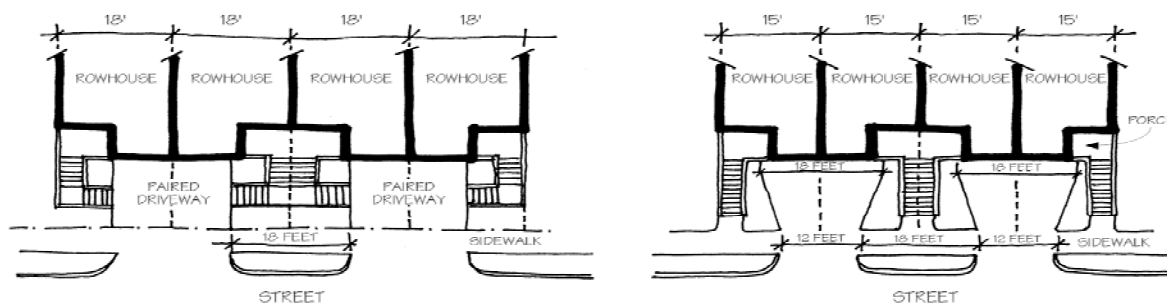 18' 18' 18' 18'
ROWHOUSE ROWHOUSE ROWHOUSE ROWHOUSE
PAIRED DRIVEWAY
PAIRED DRIVEWAY
18 FEET
SIDEWALK
STREET
15' 15' 15' 15'
ROWHOUSE ROWHOUSE ROWHOUSE ROWHOUSE
PORC
18 FEET 18 FEET
12 FEET 18 FEET 12 FEET
SIDEWALK
STREET